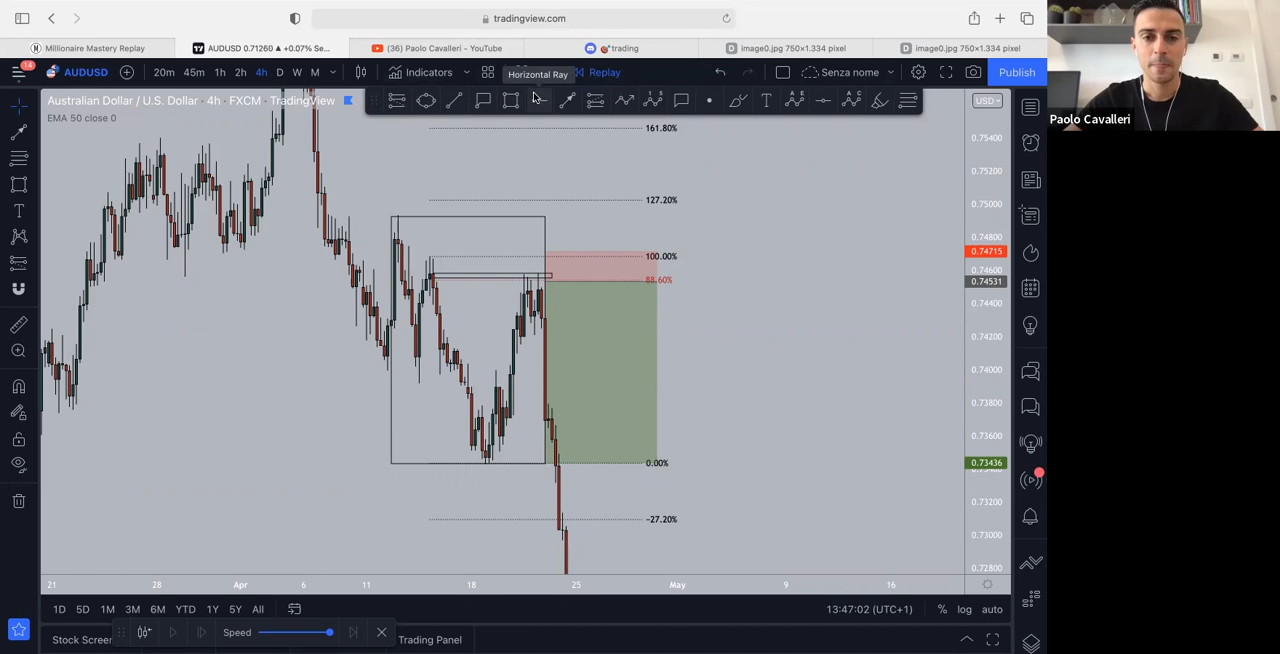 tradingview.com
Millionaire Mastery Replay
AUDUSD 0.71260 ▲ +0.07% Se...
(36) Paolo Cavalleri - YouTube
trading
image0.jpg 750×1.334 pixel
image0.jpg 750×1.334 pixel
14
AUDUSD
20m 45m 1h 2h 4h D W M
Indicators
Replay
Senza nome
Publish
Horizontal Ray
Australian Dollar / U.S. Dollar · 4h · FXCM · TradingView
EMA 50 close 0
USD
Paolo Cavalleri
161.80%
0.75400
0.75200
127.20%
0.75000
0.74800
0.74715
100.00%
0.74600
88.60%
0.74531
0.74400
0.74200
0.74000
0.73800
0.73600
0.00%
0.73436
0.73200
-27.20%
0.73000
0.72800
21 28 Apr 6 11 18 25 May 9 16
1D 5D 1M 3M 6M YTD 1Y 5Y All
13:47:02 (UTC+1) % log auto
Stock Screen
Speed
Trading Panel